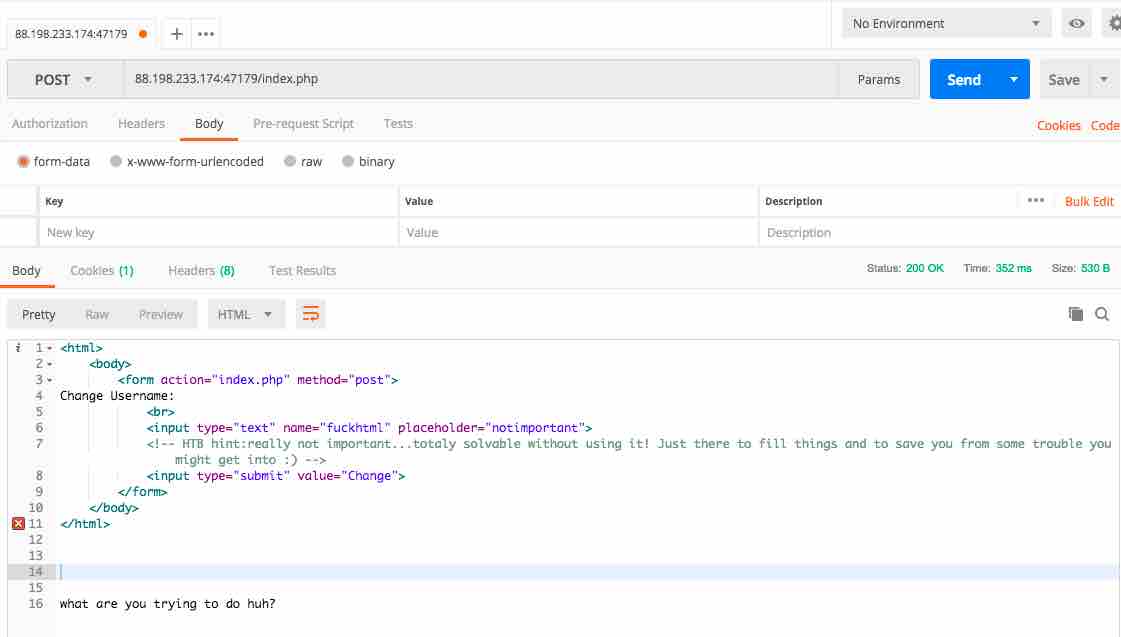 88.198.233.174:47179
No Environment
POST 88.198.233.174:47179/index.php Params Send Save
Authorization Headers Body Pre-request Script Tests Cookies Code
form-data x-www-form-urlencoded raw binary
Key Value Description Bulk Edit
New key Value Description
Body Cookies (1) Headers (8) Test Results Status: 200 OK Time: 352 ms Size: 530 B
Pretty Raw Preview HTML
i 1 <html>
2 <body>
3 <form action="index.php" method="post">
4 Change Username:
5 <br>
6 <input type="text" name="fuckhtml" placeholder="notimportant">
7 <!-- HTB hint:really not important...totaly solvable without using it! Just there to fill things and to save you from some trouble you
might get into :) -->
8 <input type="submit" value="Change">
9 </form>
10 </body>
11 </html>
12
13
14
15
16 what are you trying to do huh?